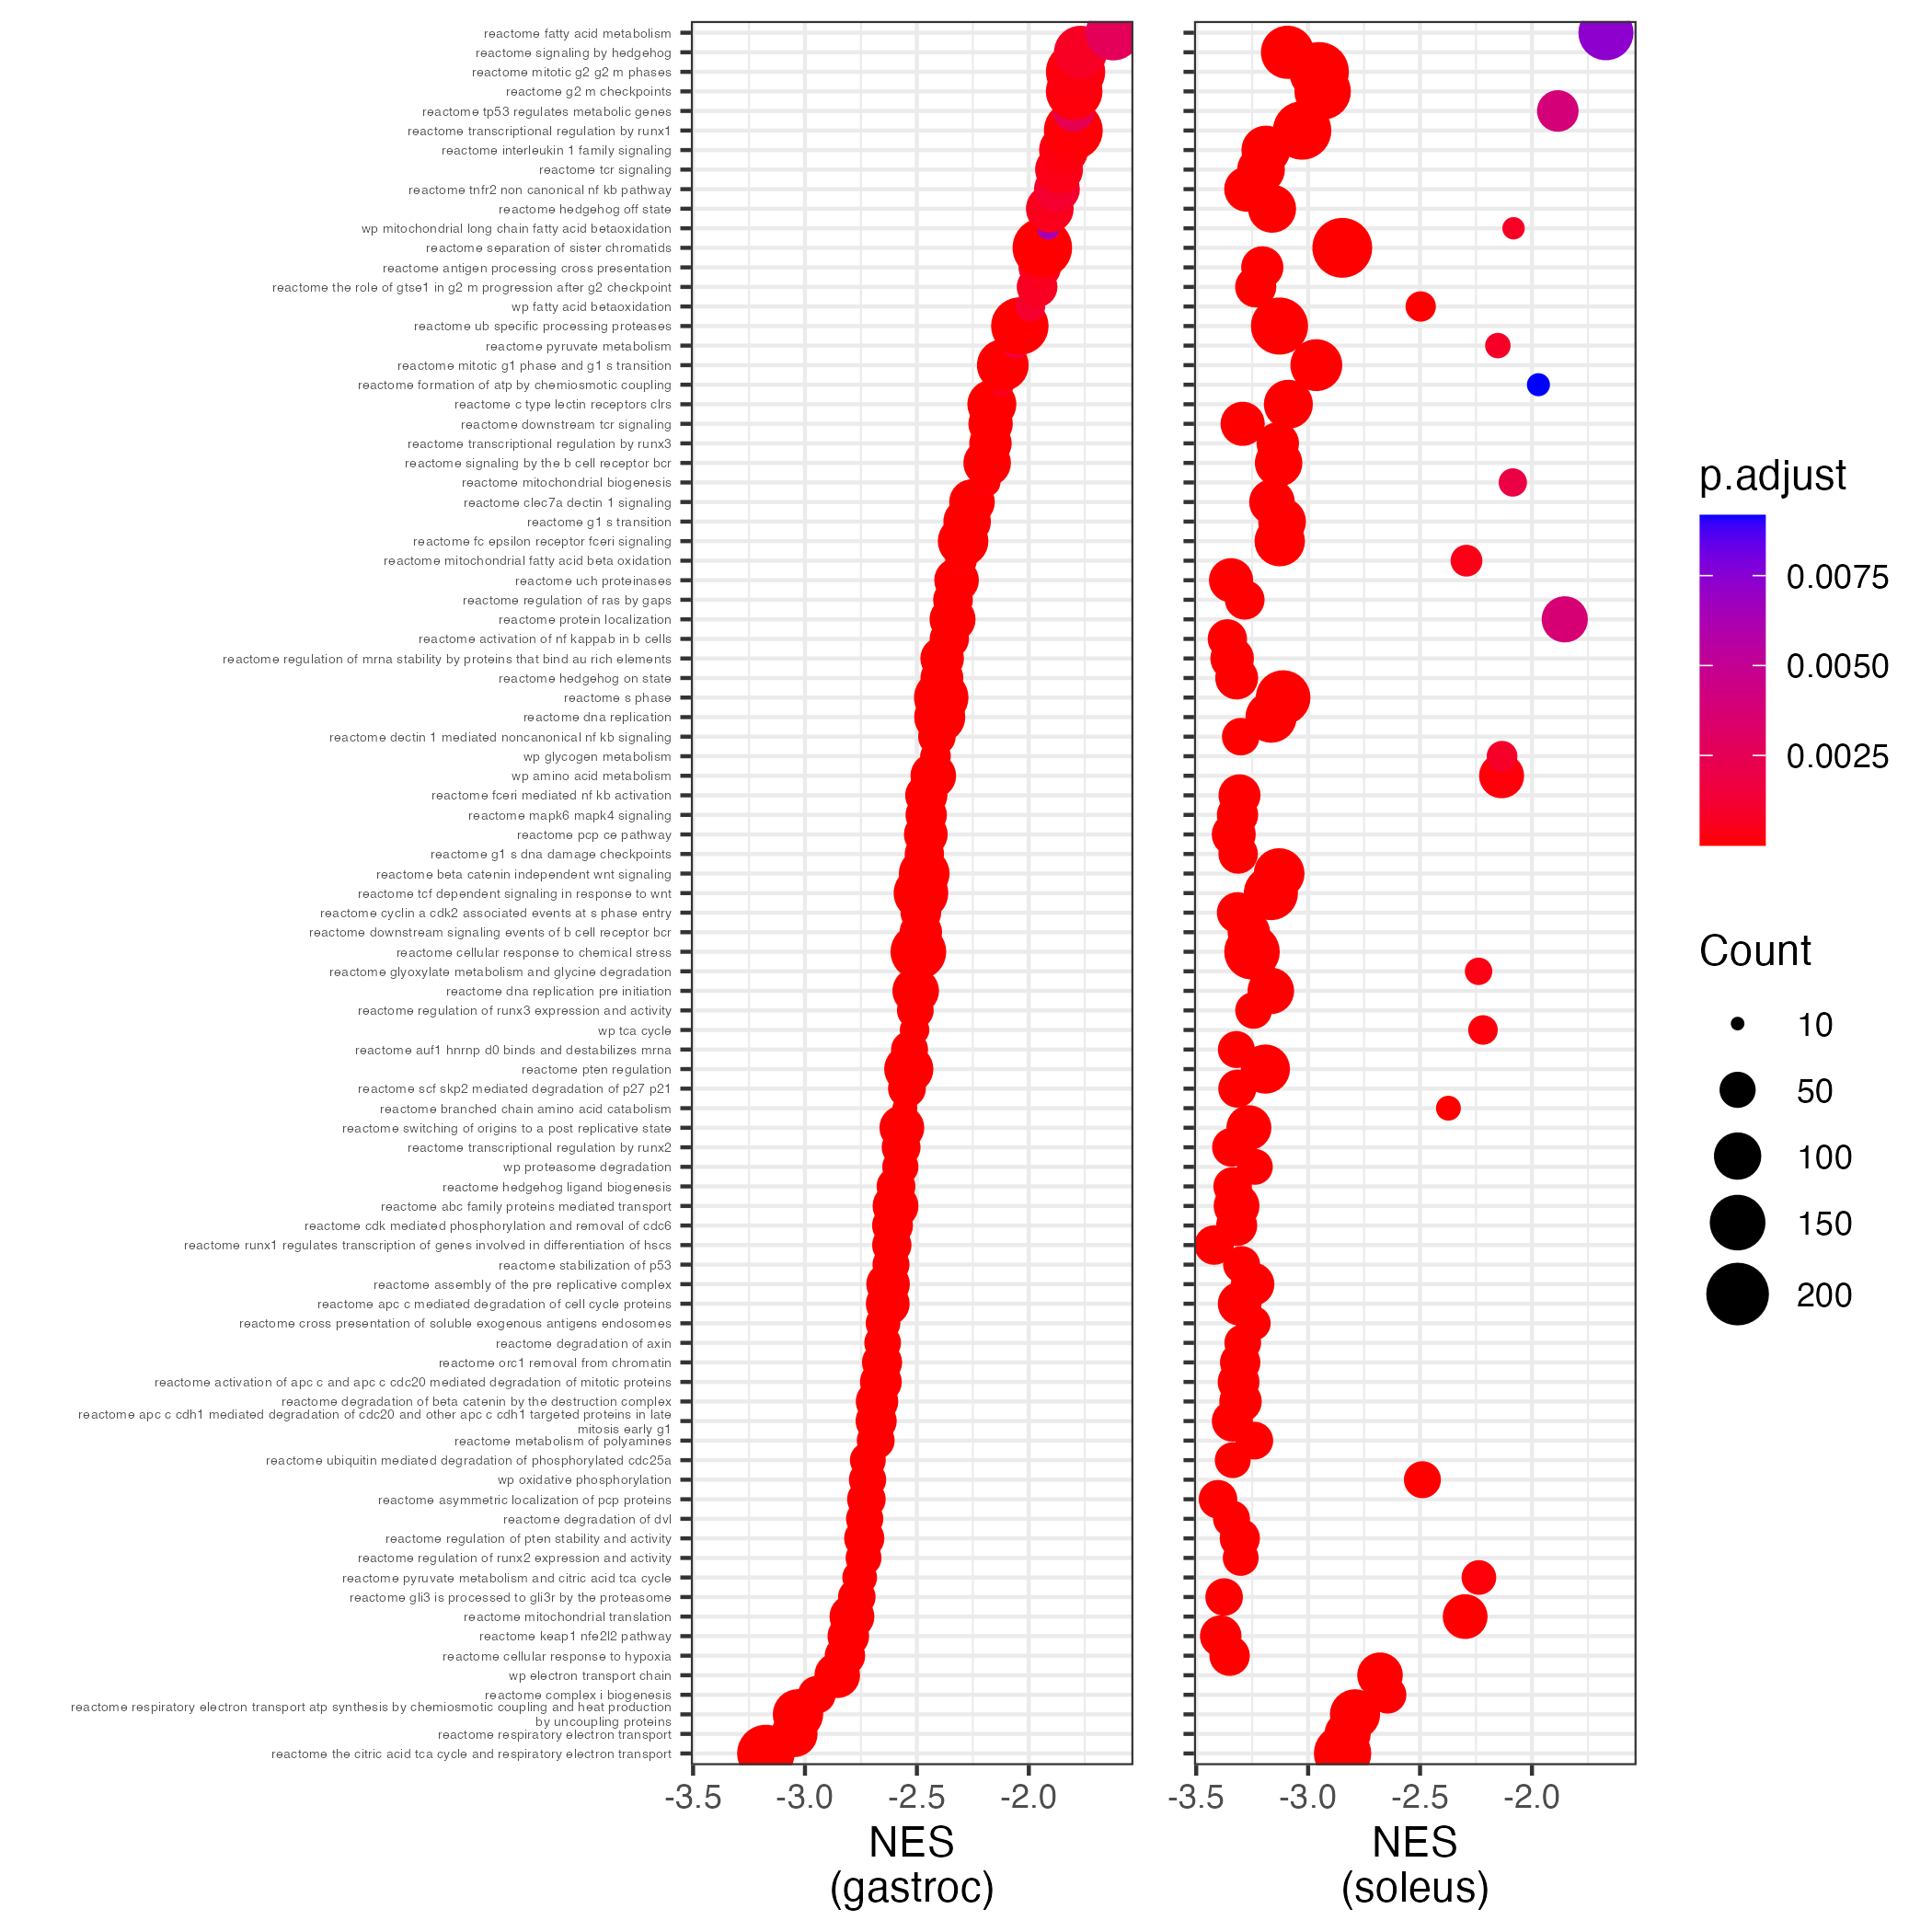 reactome fatty acid metabolism
reactome signaling by hedgehog
reactome mitotic g2 g2 m phases
reactome g2 m checkpoints
reactome tp53 regulates metabolic genes
reactome transcriptional regulation by runx1
reactome interleukin 1 family signaling
reactome tcr signaling
reactome tnfr2 non canonical nf kb pathway
reactome hedgehog off state
wp mitochondrial long chain fatty acid betaoxidation
reactome separation of sister chromatids
reactome antigen processing cross presentation
reactome the role of gtse1 in g2 m progression after g2 checkpoint
wp fatty acid betaoxidation
reactome ub specific processing proteases
reactome pyruvate metabolism
reactome mitotic g1 phase and g1 s transition
reactome formation of atp by chemiosmotic coupling
reactome c type lectin receptors clrs
reactome downstream tcr signaling
reactome transcriptional regulation by runx3
reactome signaling by the b cell receptor bcr
reactome mitochondrial biogenesis
reactome clec7a dectin 1 signaling
reactome g1 s transition
reactome fc epsilon receptor fceri signaling
reactome mitochondrial fatty acid beta oxidation
reactome uch proteinases
reactome regulation of ras by gaps
reactome protein localization
reactome activation of nf kappab in b cells
reactome regulation of mrna stability by proteins that bind au rich elements
reactome hedgehog on state
reactome s phase
reactome dna replication
reactome dectin 1 mediated noncanonical nf kb signaling
wp glycogen metabolism
wp amino acid metabolism
reactome fceri mediated nf kb activation
reactome mapk6 mapk4 signaling
reactome pcp ce pathway
reactome g1 s dna damage checkpoints
reactome beta catenin independent wnt signaling
reactome tcf dependent signaling in response to wnt
reactome cyclin a cdk2 associated events at s phase entry
reactome downstream signaling events of b cell receptor bcr
reactome cellular response to chemical stress
reactome glyoxylate metabolism and glycine degradation
reactome dna replication pre initiation
reactome regulation of runx3 expression and activity
wp tca cycle
reactome auf1 hnrnp d0 binds and destabilizes mrna
reactome pten regulation
reactome scf skp2 mediated degradation of p27 p21
reactome branched chain amino acid catabolism
reactome switching of origins to a post replicative state
reactome transcriptional regulation by runx2
wp proteasome degradation
reactome hedgehog ligand biogenesis
reactome abc family proteins mediated transport
reactome cdk mediated phosphorylation and removal of cdc6
reactome runx1 regulates transcription of genes involved in differentiation of hscs
reactome stabilization of p53
reactome assembly of the pre replicative complex
reactome apc c mediated degradation of cell cycle proteins
reactome cross presentation of soluble exogenous antigens endosomes
reactome degradation of axin
reactome orc1 removal from chromatin
reactome activation of apc c and apc c cdc20 mediated degradation of mitotic proteins
reactome degradation of beta catenin by the destruction complex
reactome apc c cdh1 mediated degradation of cdc20 and other apc c cdh1 targeted proteins in late
mitosis early g1
reactome metabolism of polyamines
reactome ubiquitin mediated degradation of phosphorylated cdc25a
wp oxidative phosphorylation
reactome asymmetric localization of pcp proteins
reactome degradation of dvl
reactome regulation of pten stability and activity
reactome regulation of runx2 expression and activity
reactome pyruvate metabolism and citric acid tca cycle
reactome gli3 is processed to gli3r by the proteasome
reactome mitochondrial translation
reactome keap1 nfe2l2 pathway
reactome cellular response to hypoxia
wp electron transport chain
reactome complex i biogenesis
reactome respiratory electron transport atp synthesis by chemiosmotic coupling and heat production
by uncoupling proteins
reactome respiratory electron transport
reactome the citric acid tca cycle and respiratory electron transport
-3.5 -3.0 -2.5 -2.0
NES
(gastroc)
-3.5 -3.0 -2.5 -2.0
NES
(soleus)
p.adjust
0.0075
0.0050
0.0025
Count
10
50
100
150
200